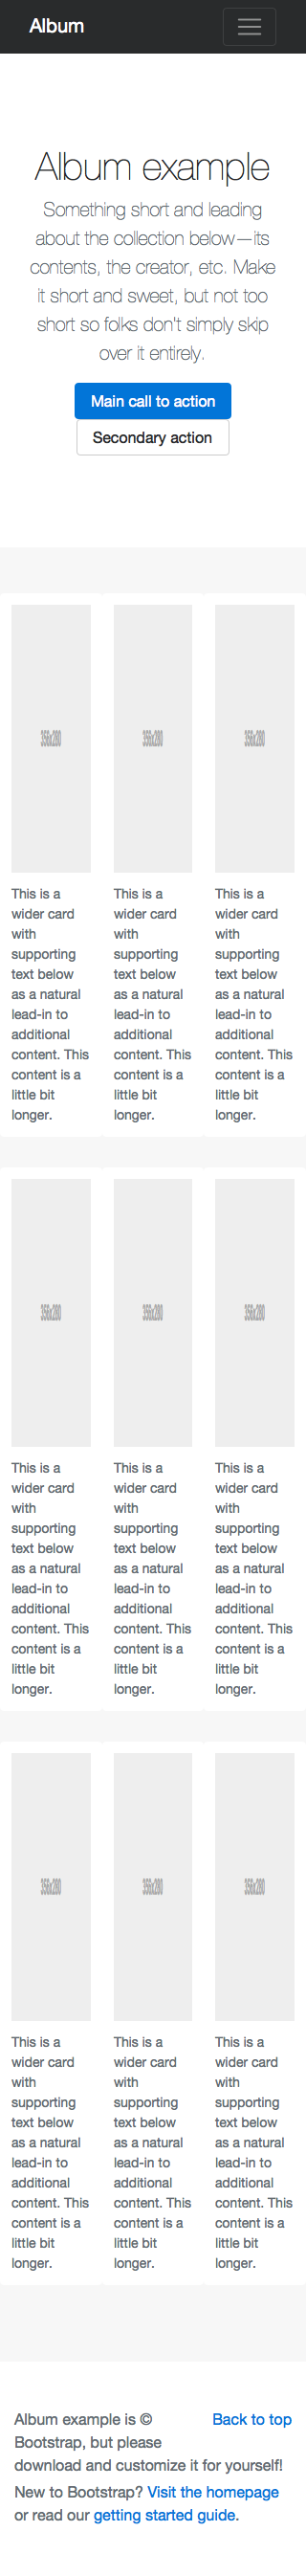 Album
Album example
Something short and leading
about the collection below—its
contents, the creator, etc. Make
it short and sweet, but not too
short so folks don't simply skip
over it entirely.
Main call to action
Secondary action
356x280
356x280
356x280
This is a
wider card
with
supporting
text below
as a natural
lead-in to
additional
content. This
content is a
little bit
longer.
This is a
wider card
with
supporting
text below
as a natural
lead-in to
additional
content. This
content is a
little bit
longer.
This is a
wider card
with
supporting
text below
as a natural
lead-in to
additional
content. This
content is a
little bit
longer.
356x280
356x280
356x280
This is a
wider card
with
supporting
text below
as a natural
lead-in to
additional
content. This
content is a
little bit
longer.
This is a
wider card
with
supporting
text below
as a natural
lead-in to
additional
content. This
content is a
little bit
longer.
This is a
wider card
with
supporting
text below
as a natural
lead-in to
additional
content. This
content is a
little bit
longer.
356x280
356x280
356x280
This is a
wider card
with
supporting
text below
as a natural
lead-in to
additional
content. This
content is a
little bit
longer.
This is a
wider card
with
supporting
text below
as a natural
lead-in to
additional
content. This
content is a
little bit
longer.
This is a
wider card
with
supporting
text below
as a natural
lead-in to
additional
content. This
content is a
little bit
longer.
Back to top
Album example is ©
Bootstrap, but please
download and customize it for yourself!
New to Bootstrap? Visit the homepage
or read our getting started guide.